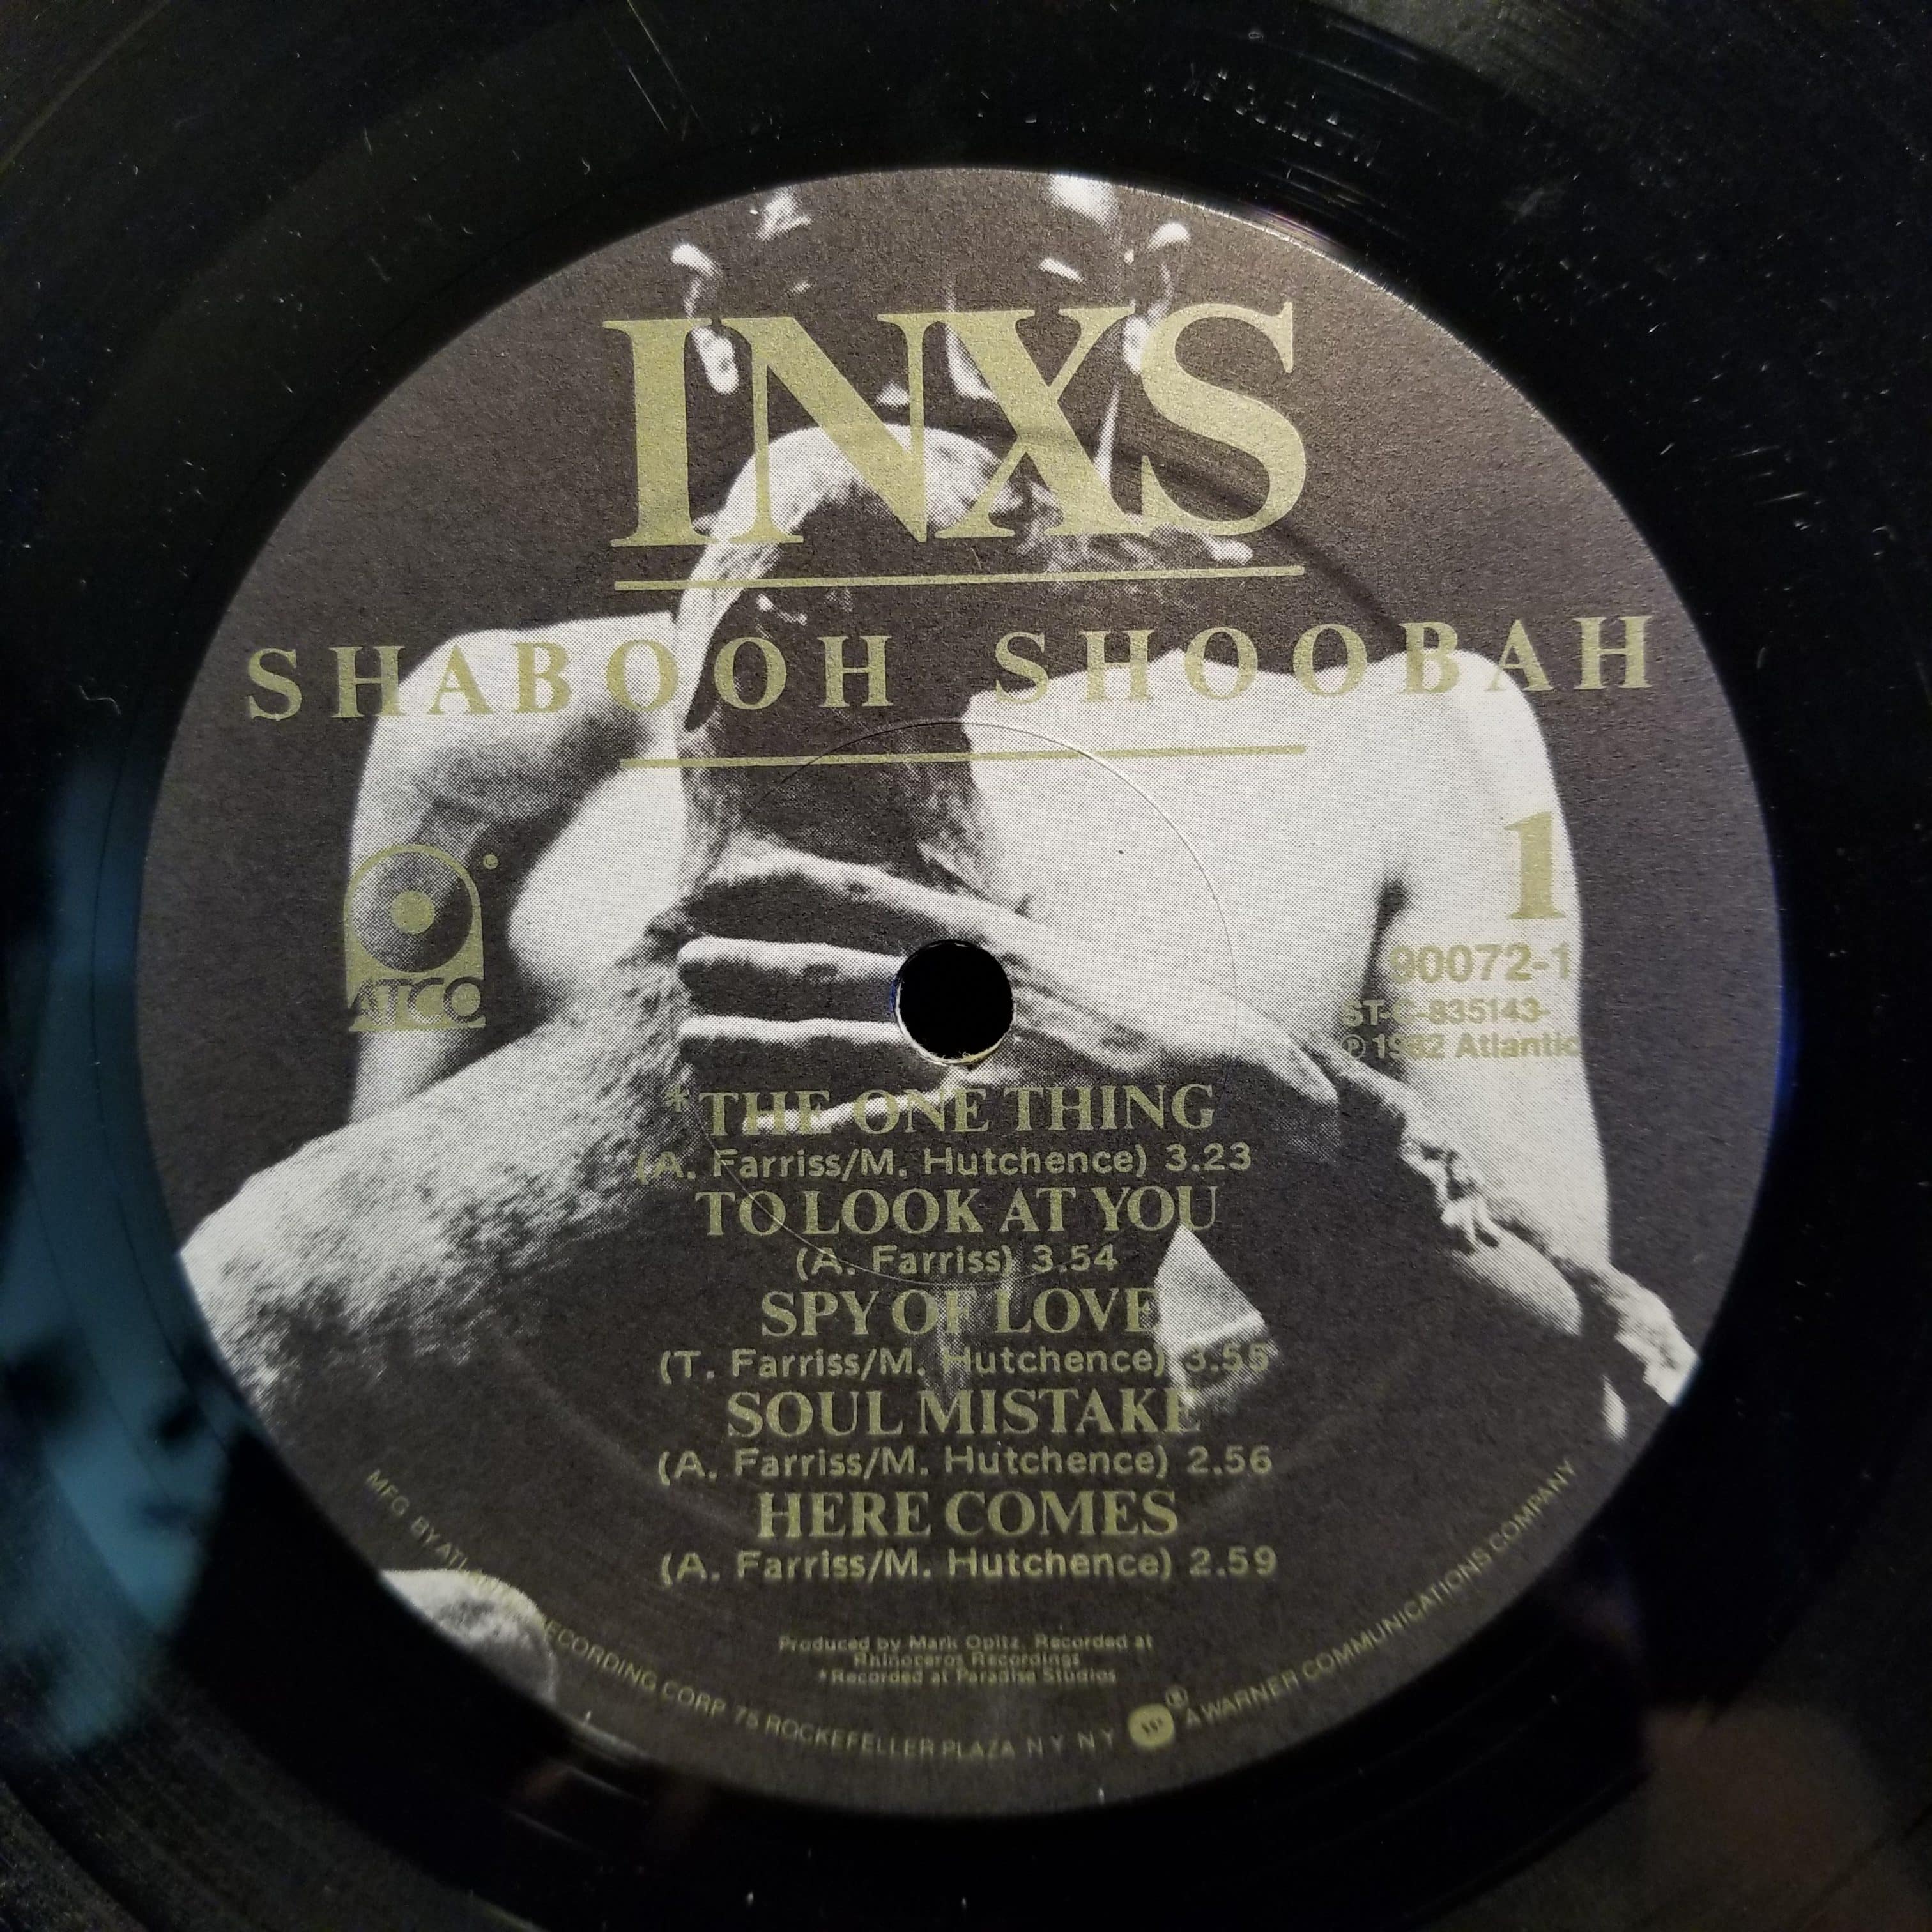 INXS
SHABOOH SHOOBAH
ATCO
1
90072-1
ST-C-835143-
℗ 1982 Atlantic
*THE ONE THING
(A. Farriss/M. Hutchence) 3.23
TO LOOK AT YOU
(A. Farriss) 3.54
SPY OF LOVE
(T. Farriss/M. Hutchence) 3.55
SOUL MISTAKE
(A. Farriss/M. Hutchence) 2.56
HERE COMES
(A. Farriss/M. Hutchence) 2.59
Produced by Mark Opitz. Recorded at
Rhinoceros Recordings
*Recorded at Paradise Studios
MFG BY ATLANTIC RECORDING CORP. 75 ROCKEFELLER PLAZA N Y N Y ® A WARNER COMMUNICATIONS COMPANY